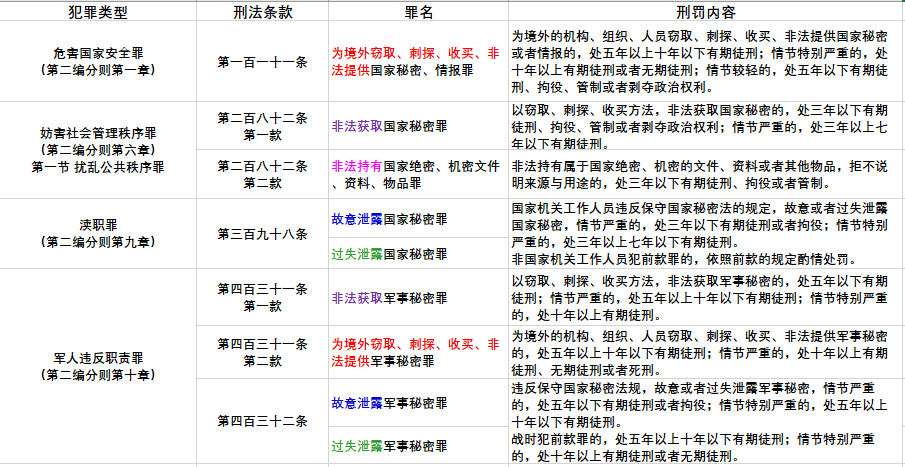 犯罪类型
刑法条款
罪名
刑罚内容
危害国家安全罪
(第二编分则第一章)
第一百一十一条
为境外窃取、刺探、收买、非
法提供国家秘密、情报罪
为境外的机构、组织、人员窃取、刺探、收买、非法提供国家秘密
或者情报的，处五年以上十年以下有期徒刑；情节特别严重的，处
十年以上有期徒刑或者无期徒刑；情节较轻的，处五年以下有期徒
刑、拘役、管制或者剥夺政治权利。
妨害社会管理秩序罪
(第二编分则第六章)
第一节 扰乱公共秩序罪
第二百八十二条
第一款
非法获取国家秘密罪
以窃取、刺探、收买方法，非法获取国家秘密的，处三年以下有期
徒刑、拘役、管制或者剥夺政治权利；情节严重的，处三年以上七
年以下有期徒刑。
第二百八十二条
第二款
非法持有国家绝密、机密文件
、资料、物品罪
非法持有属于国家绝密、机密的文件、资料或者其他物品，拒不说
明来源与用途的，处三年以下有期徒刑、拘役或者管制。
渎职罪
(第二编分则第九章)
第三百九十八条
故意泄露国家秘密罪
过失泄露国家秘密罪
国家机关工作人员违反保守国家秘密法的规定，故意或者过失泄露
国家秘密，情节严重的，处三年以下有期徒刑或者拘役；情节特别
严重的，处三年以上七年以下有期徒刑。
非国家机关工作人员犯前款罪的，依照前款的规定酌情处罚。
军人违反职责罪
(第二编分则第十章)
第四百三十一条
第一款
非法获取军事秘密罪
以窃取、刺探、收买方法，非法获取军事秘密的，处五年以下有期
徒刑；情节严重的，处五年以上十年以下有期徒刑；情节特别严重
的，处十年以上有期徒刑。
第四百三十一条
第二款
为境外窃取、刺探、收买、非
法提供军事秘密罪
为境外的机构、组织、人员窃取、刺探、收买、非法提供军事秘密
的，处五年以上十年以下有期徒刑；情节严重的，处十年以上有期
徒刑、无期徒刑或者死刑。
第四百三十二条
故意泄露军事秘密罪
过失泄露军事秘密罪
违反保守国家秘密法规，故意或者过失泄露军事秘密，情节严重
的，处五年以下有期徒刑或者拘役；情节特别严重的，处五年以上
十年以下有期徒刑。
战时犯前款罪的，处五年以上十年以下有期徒刑；情节特别严重
的，处十年以上有期徒刑或者无期徒刑。